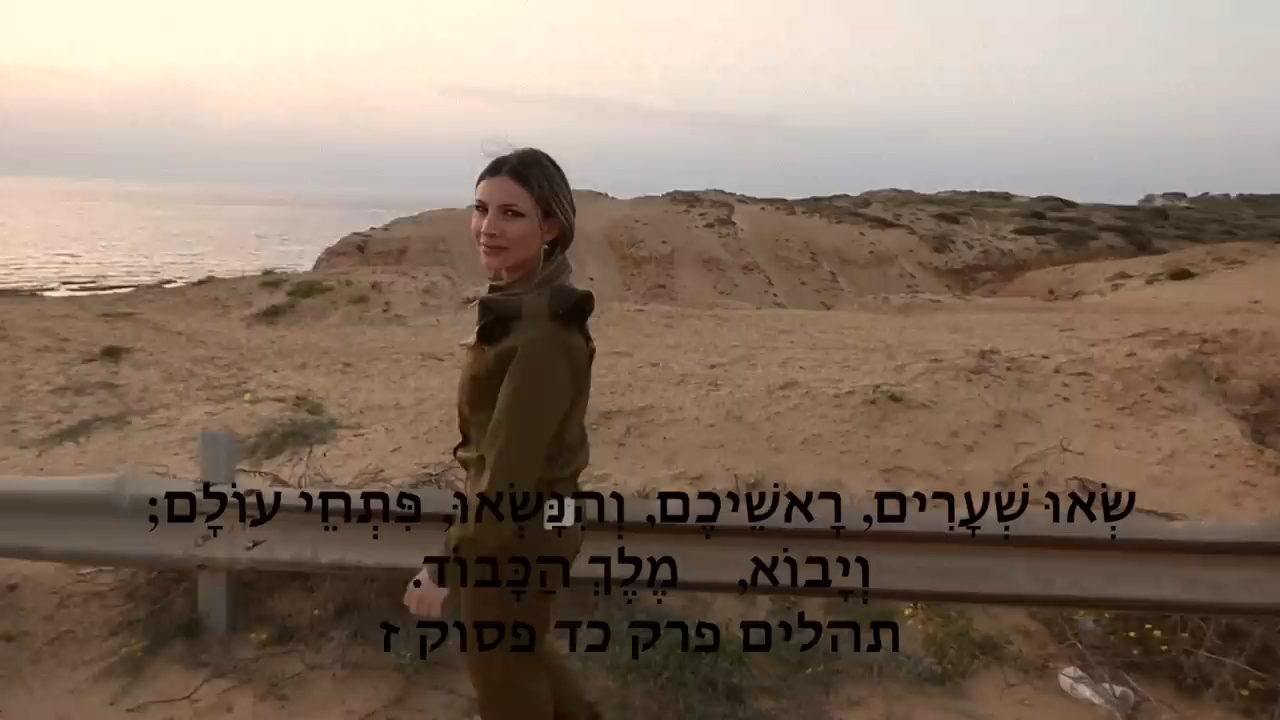 שְׂאוּ שְׁעָרִים, רָאשֵׁיכֶם, וְהִנָּשְׂאוּ, פִּתְחֵי עוֹלָם;
וְיָבוֹא, מֶלֶךְ הַכָּבוֹד.
תהלים פרק כד פסוק ז